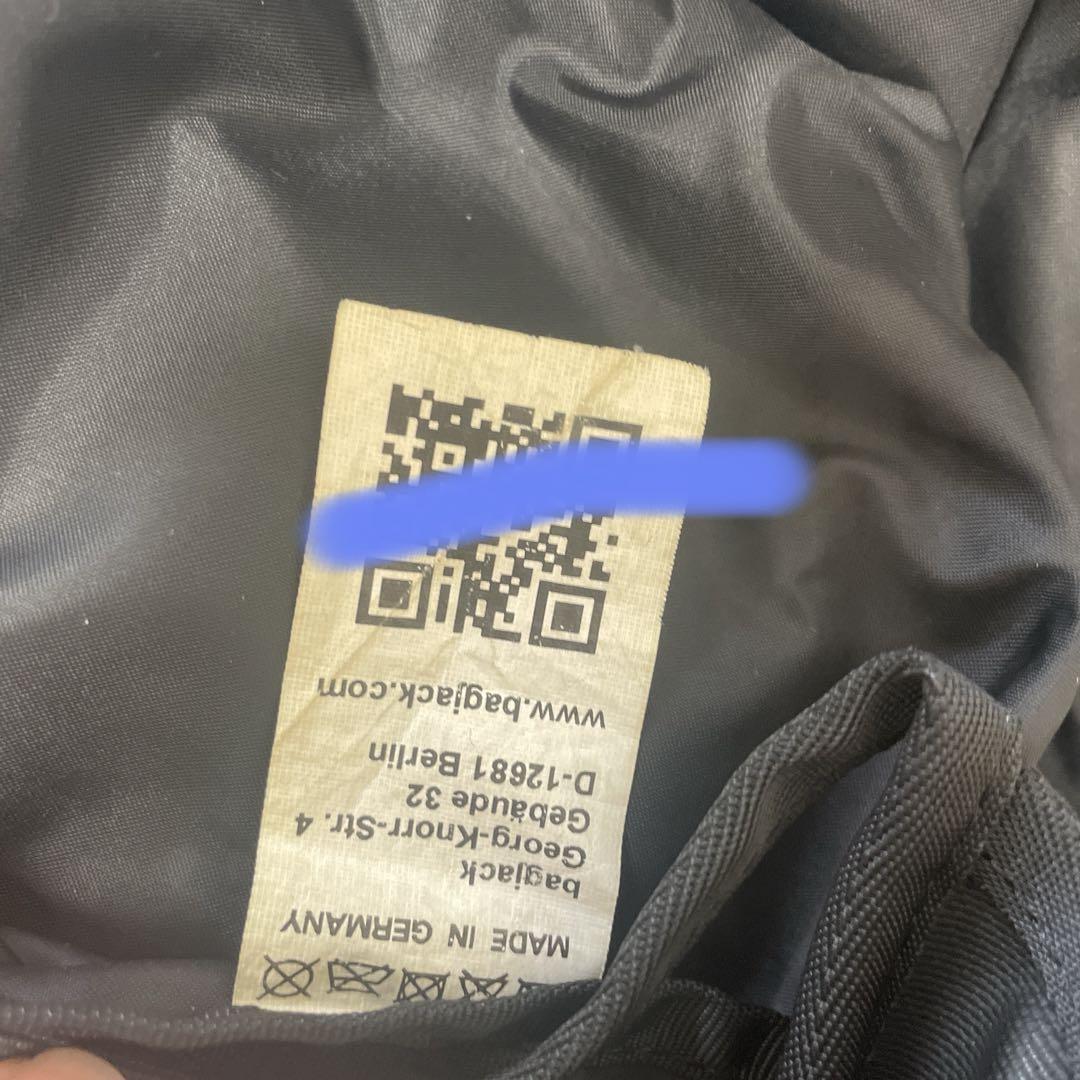 MADE IN GERMANY
bagjack
Georg-Knorr-Str. 4
Gebäude 32
D-12681 Berlin
www.bagjack.com